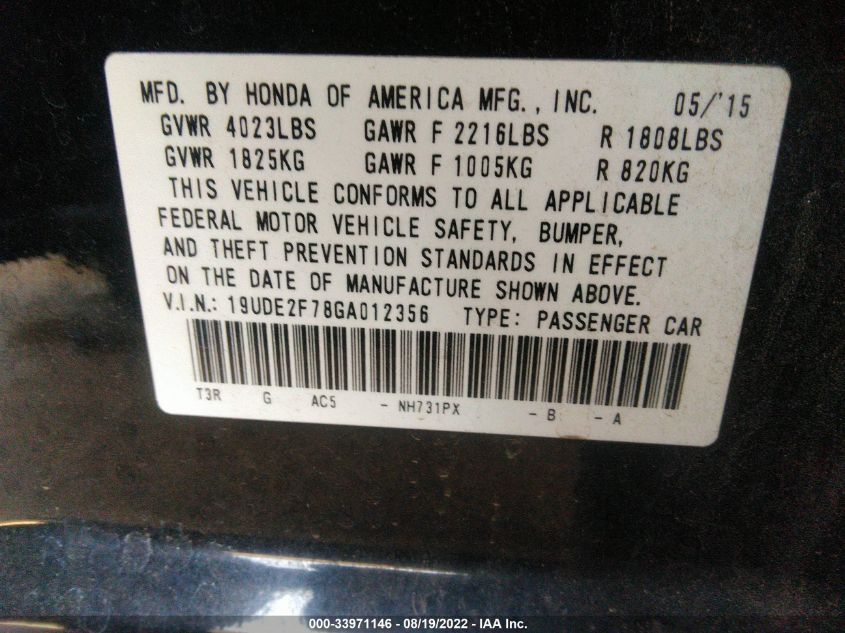 MFD. BY HONDA OF AMERICA MFG., INC. 05/'15
GVWR 4023LBS GAWR F 2216LBS R 1808LBS
GVWR 1825KG GAWR F 1005KG R 820KG
THIS VEHICLE CONFORMS TO ALL APPLICABLE
FEDERAL MOTOR VEHICLE SAFETY, BUMPER,
AND THEFT PREVENTION STANDARDS IN EFFECT
ON THE DATE OF MANUFACTURE SHOWN ABOVE.
V.I.N.: 19UDE2F78GA012356 TYPE: PASSENGER CAR
T3R G AC5 - NH731PX - B - A
000-33971146 - 08/19/2022 - IAA Inc.